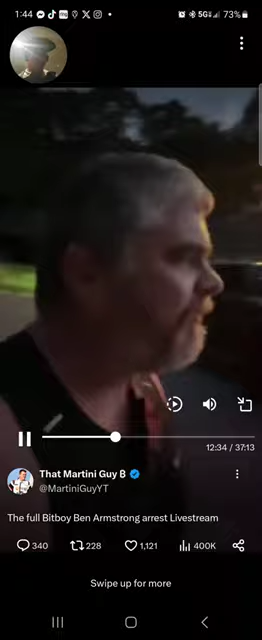 1:44 5G 73%
12:34 / 37:13
That Martini Guy B
@MartiniGuyYT
The full Bitboy Ben Armstrong arrest Livestream
340 228 1,121 400K
Swipe up for more